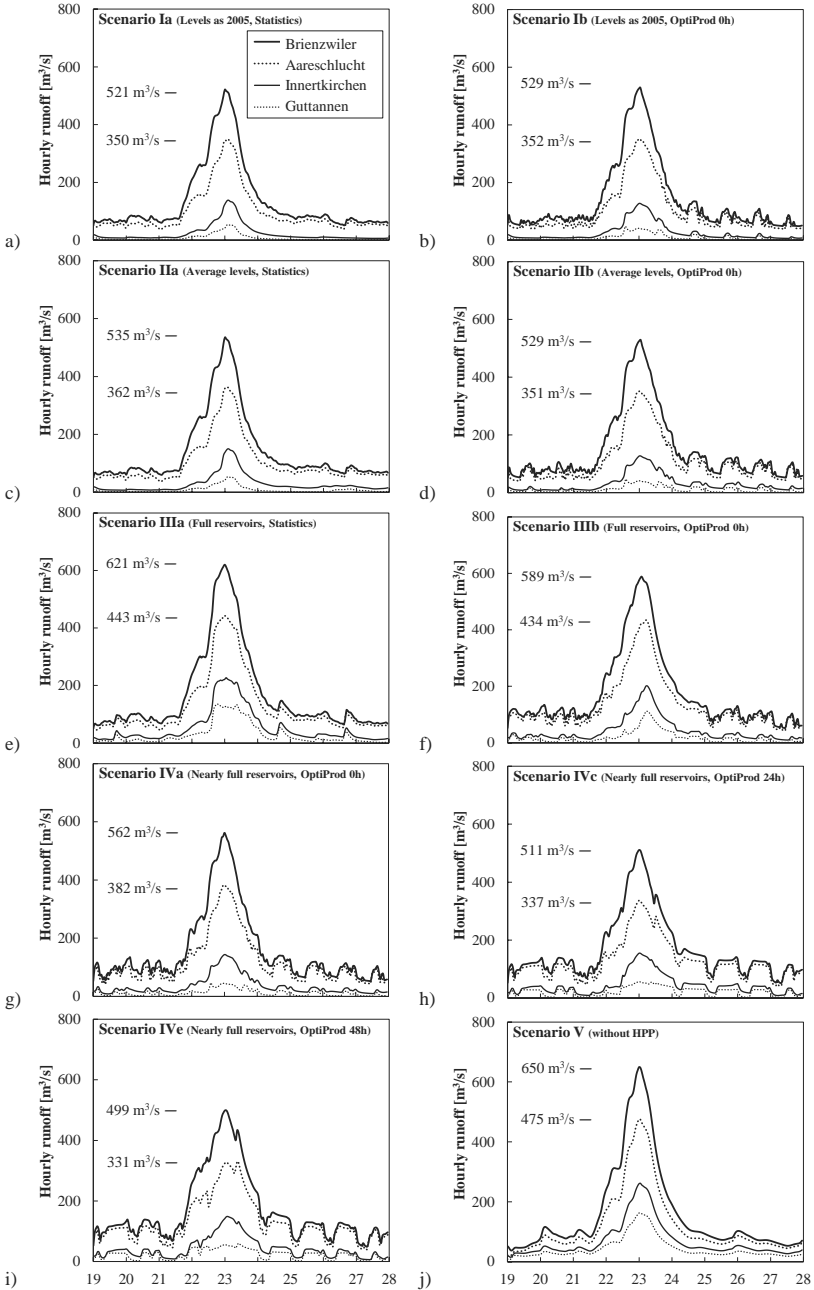 Scenario Ia (Levels as 2005, Statistics)
Brienzwiler
Aareschlucht
Innertkirchen
Guttannen
521 m³/s
350 m³/s
Hourly runoff [m³/s]
800
600
400
200
0
a)
Scenario Ib (Levels as 2005, OptiProd 0h)
529 m³/s
352 m³/s
Hourly runoff [m³/s]
800
600
400
200
0
b)
Scenario IIa (Average levels, Statistics)
535 m³/s
362 m³/s
Hourly runoff [m³/s]
800
600
400
200
0
c)
Scenario IIb (Average levels, OptiProd 0h)
529 m³/s
351 m³/s
Hourly runoff [m³/s]
800
600
400
200
0
d)
Scenario IIIa (Full reservoirs, Statistics)
621 m³/s
443 m³/s
Hourly runoff [m³/s]
800
600
400
200
0
e)
Scenario IIIb (Full reservoirs, OptiProd 0h)
589 m³/s
434 m³/s
Hourly runoff [m³/s]
800
600
400
200
0
f)
Scenario IVa (Nearly full reservoirs, OptiProd 0h)
562 m³/s
382 m³/s
Hourly runoff [m³/s]
800
600
400
200
0
g)
Scenario IVc (Nearly full reservoirs, OptiProd 24h)
511 m³/s
337 m³/s
Hourly runoff [m³/s]
800
600
400
200
0
h)
Scenario IVe (Nearly full reservoirs, OptiProd 48h)
499 m³/s
331 m³/s
Hourly runoff [m³/s]
800
600
400
200
0
i)
19 20 21 22 23 24 25 26 27 28
Scenario V (without HPP)
650 m³/s
475 m³/s
Hourly runoff [m³/s]
800
600
400
200
0
j)
19 20 21 22 23 24 25 26 27 28